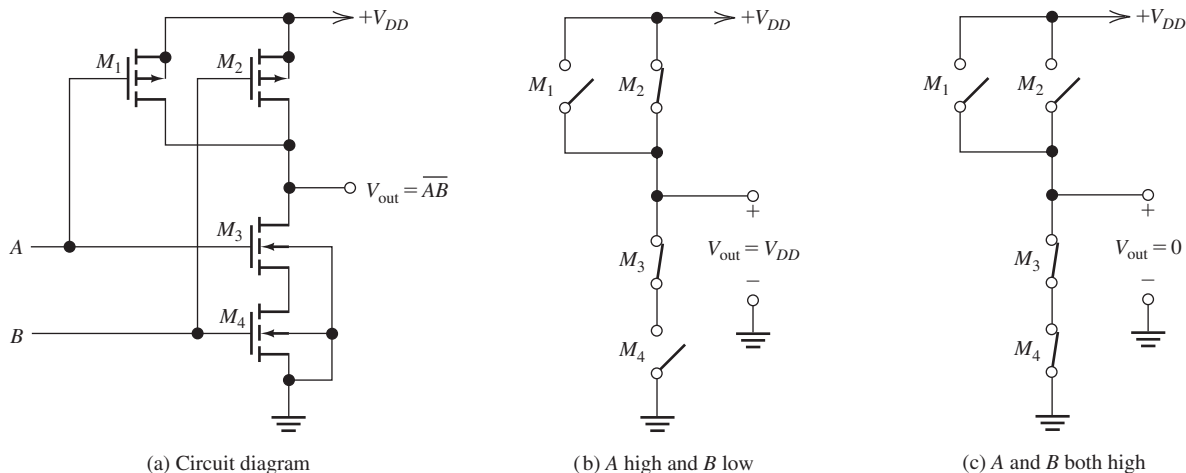 +V_DD
M_1
M_2
V_out = \overline{AB}
M_3
A
M_4
B
(a) Circuit diagram
+V_DD
M_1
M_2
+
M_3
V_out = V_DD
−
M_4
(b) A high and B low
+V_DD
M_1
M_2
+
M_3
V_out = 0
−
M_4
(c) A and B both high